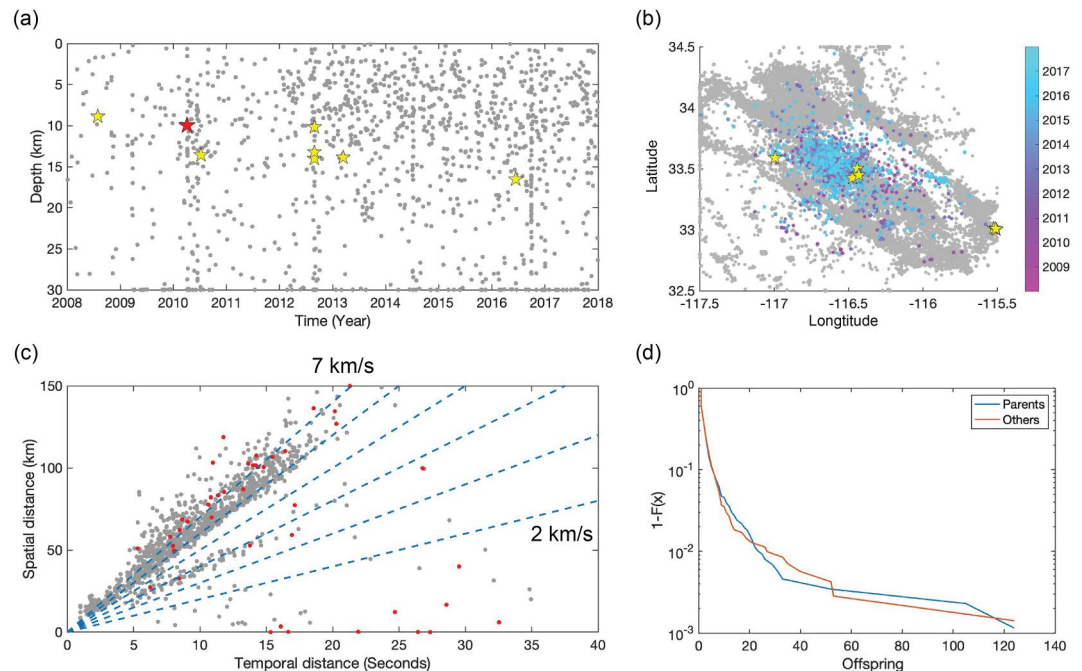 (a)
0
5
10
15
20
25
30
Depth (km)
2008 2009 2010 2011 2012 2013 2014 2015 2016 2017 2018
Time (Year)
(b)
34.5
34
33.5
33
32.5
Latitude
-117.5 -117 -116.5 -116 -115.5
Longtitude
2017
2016
2015
2014
2013
2012
2011
2010
2009
(c)
7 km/s
150
100
50
0
Spatial distance (km)
2 km/s
0 5 10 15 20 25 30 35 40
Temporal distance (Seconds)
(d)
10^0
10^-1
10^-2
10^-3
1-F(x)
Parents
Others
0 20 40 60 80 100 120 140
Offspring